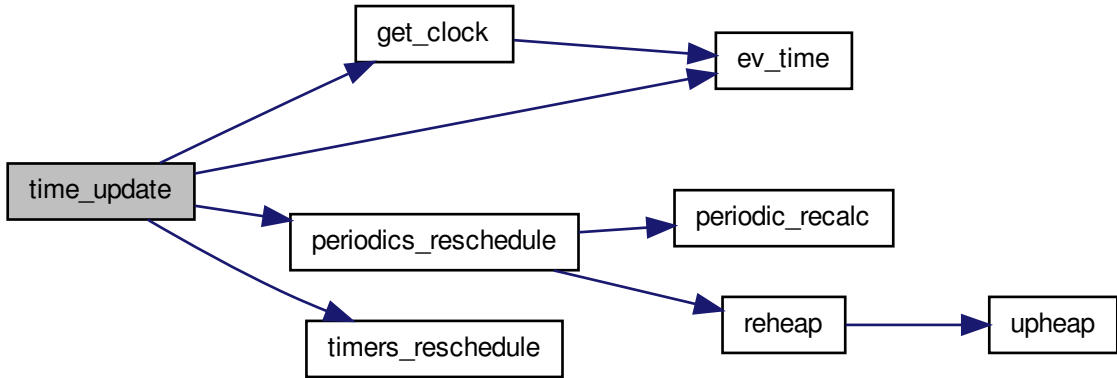 get_clock
ev_time
time_update
periodic_recalc
periodics_reschedule
reheap
upheap
timers_reschedule